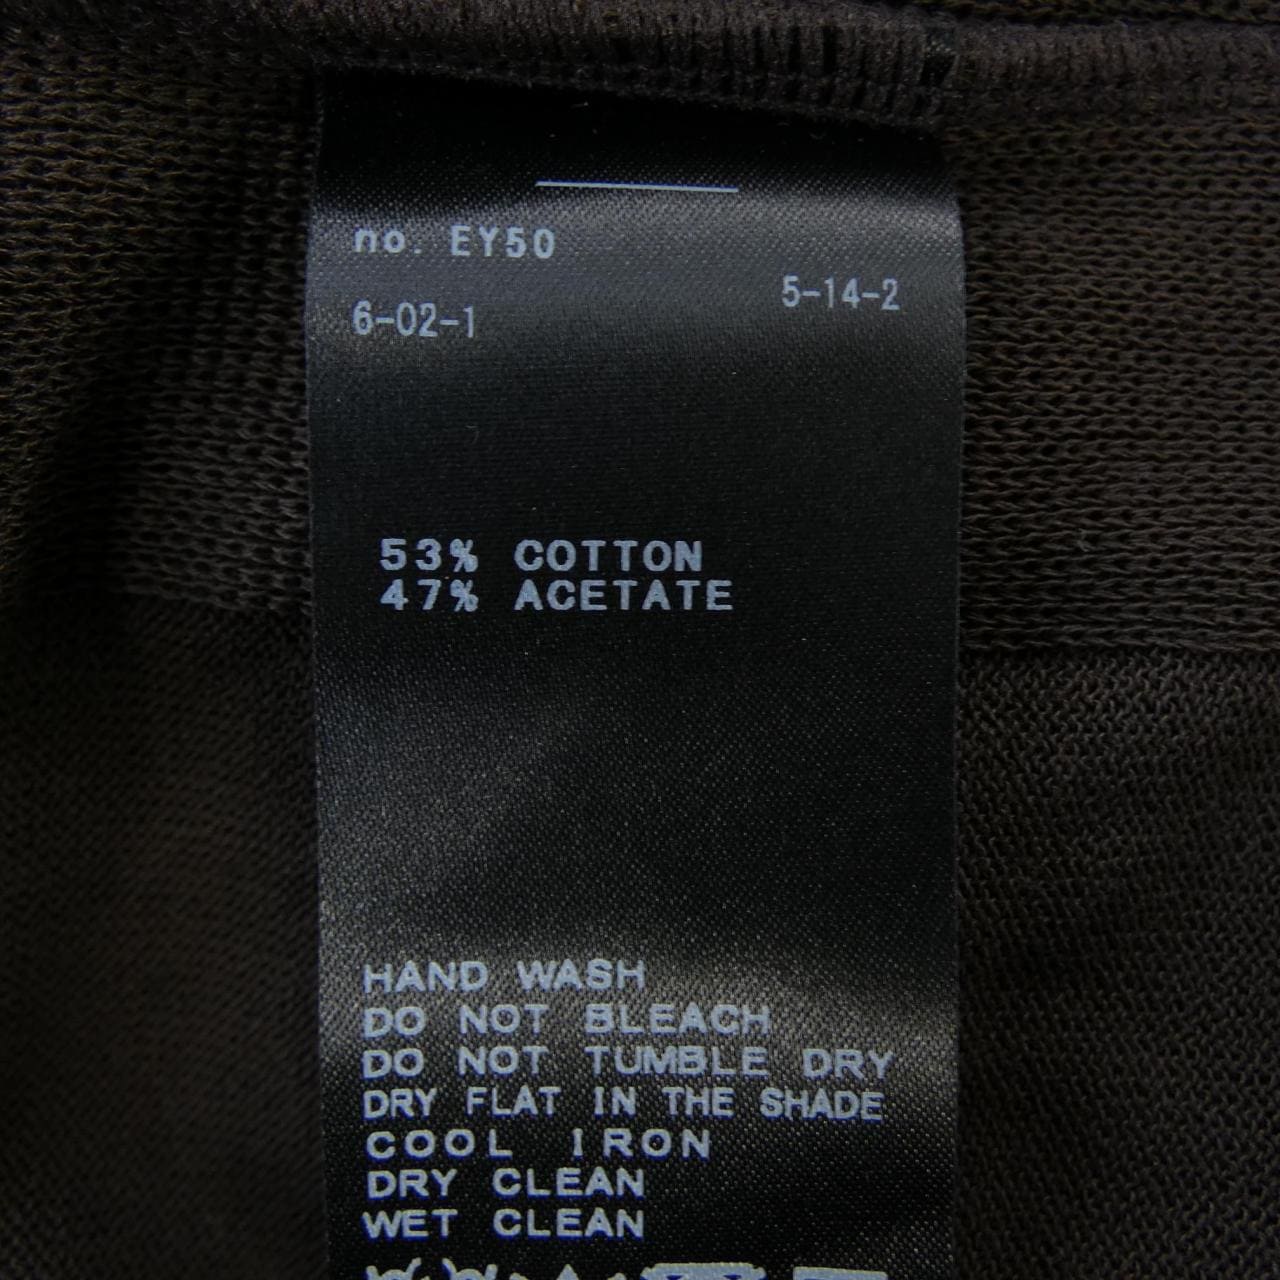 no. EY50
5-14-2
6-02-1
53% COTTON
47% ACETATE
HAND WASH
DO NOT BLEACH
DO NOT TUMBLE DRY
DRY FLAT IN THE SHADE
COOL IRON
DRY CLEAN
WET CLEAN